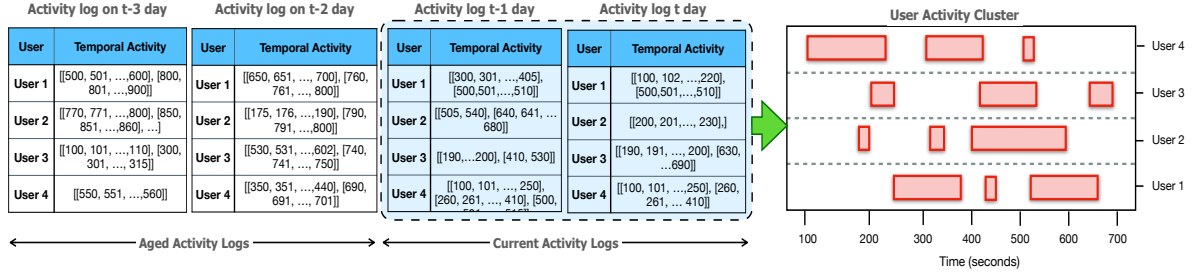 Activity log on t-3 day
User Temporal Activity
User 1 [[500, 501, …,600], [800,
801, …,900]]
User 2 [[770, 771, …,800], [850,
851, …,860], …]
User 3 [[100, 101, …,110], [300,
301, …, 315]]
User 4 [[550, 551, …,560]]
Activity log on t-2 day
User Temporal Activity
User 1 [[650, 651, … , 700], [760,
761, … , 800]]
User 2 [[175, 176, …,190], [790,
791, …,800]]
User 3 [[530, 531, …,602], [740,
741, … , 750]]
User 4 [[350, 351, …,440], [690,
691, … , 701]]
Aged Activity Logs
Activity log t-1 day
User Temporal Activity
User 1 [[300, 301, …,405],
[500,501,…,510]]
User 2 [[505, 540], [640, 641, …
680]]
User 3 [[190,…200], [410, 530]]
User 4 [[100, 101, …, 250],
[260, 261, …, 410], [500,
Activity log t day
User Temporal Activity
User 1 [[100, 102, …,220],
[500,501,…,510]]
User 2 [[200, 201,…, 230],]
User 3 [[190, 191, …, 200], [630,
…690]]
User 4 [[100, 101, …,250], [260,
261, … 410]]
Current Activity Logs
User Activity Cluster
User 4
User 3
User 2
User 1
100 200 300 400 500 600 700
Time (seconds)